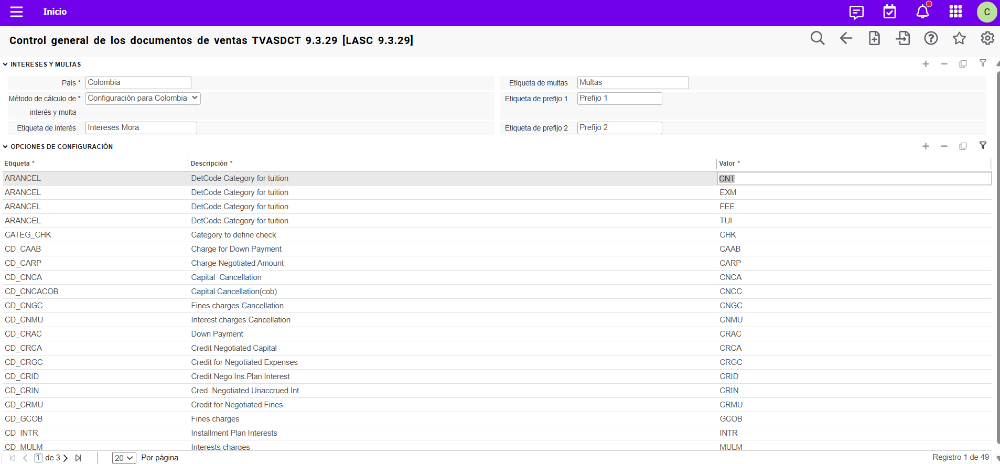 Inicio
C
Control general de los documentos de ventas TVASDCT 9.3.29 [LASC 9.3.29]
INTERESES Y MULTAS
País * Colombia Etiqueta de multas Multas
Método de cálculo de * Configuración para Colombia Etiqueta de prefijo 1 Prefijo 1
interés y multa
Etiqueta de interés Intereses Mora Etiqueta de prefijo 2 Prefijo 2
OPCIONES DE CONFIGURACIÓN
Etiqueta * Descripción * Valor *
ARANCEL DetCode Category for tuition CNT
ARANCEL DetCode Category for tuition EXM
ARANCEL DetCode Category for tuition FEE
ARANCEL DetCode Category for tuition TUI
CATEG_CHK Category to define check CHK
CD_CAAB Charge for Down Payment CAAB
CD_CARP Charge Negotiated Amount CARP
CD_CNCA Capital  Cancellation CNCA
CD_CNCACOB Capital Cancellation(cob) CNCC
CD_CNGC Fines charges Cancellation CNGC
CD_CNMU Interest charges Cancellation CNMU
CD_CRAC Down Payment CRAC
CD_CRCA Credit Negotiated Capital CRCA
CD_CRGC Credit for Negotiated Expenses CRGC
CD_CRID Credit Nego.Ins.Plan Interest CRID
CD_CRIN Cred. Negotiated Unaccrued Int CRIN
CD_CRMU Credit for Negotiated Fines CRMU
CD_GCOB Fines charges GCOB
CD_INTR Installment Plan Interests INTR
CD_MULM Interests charges MULM
1 de 3 20 Por página Registro 1 de 49